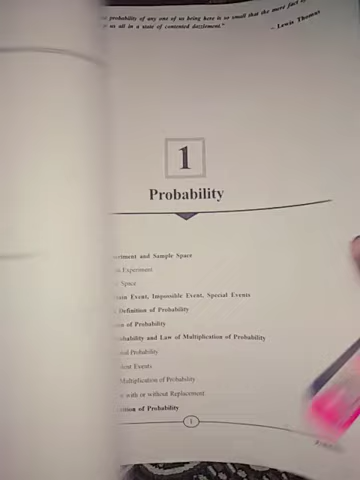 probability of any one of us being here is so small that the mere fact
us all in a state of contented dazzlement."
– Lewis Thomas
1
Probability
and Sample Space
Experiment
Space
Event, Impossible Event, Special Events
Definition of Probability
of Probability
and Law of Multiplication of Probability
Probability
Events
Multiplication of Probability
with or without Replacement
of Probability
1